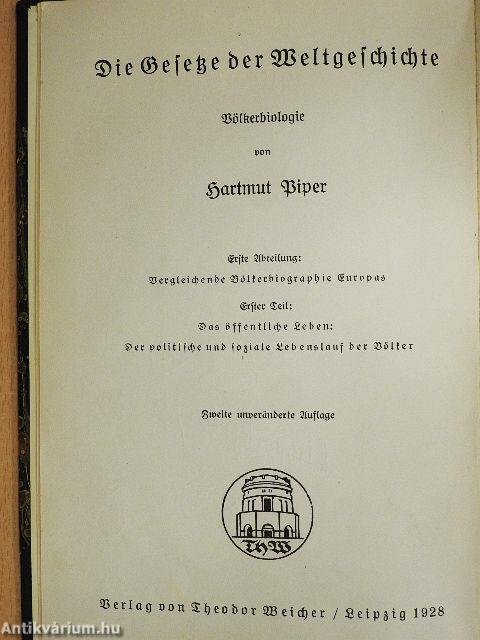 Die Gesetze der Weltgeschichte
Völkerbiologie
von
Hartmut Piper
Erste Abteilung:
Vergleichende Völkerbiographie Europas
Erster Teil:
Das öffentliche Leben:
Der politische und soziale Lebenslauf der Völker
Zweite unveränderte Auflage
ThW
Verlag von Theodor Weicher / Leipzig 1928
Antikvárium.hu